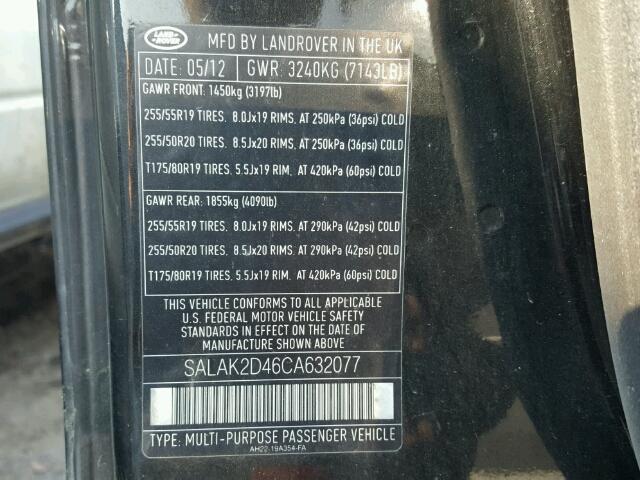 LAND ROVER
MFD BY LANDROVER IN THE UK
DATE: 05/12 GWR: 3240KG (7143LB)
GAWR FRONT: 1450kg (3197lb)
255/55R19 TIRES. 8.0Jx19 RIMS. AT 250kPa (36psi) COLD
255/50R20 TIRES. 8.5Jx20 RIMS. AT 250kPa (36psi) COLD
T175/80R19 TIRES. 5.5Jx19 RIM. AT 420kPa (60psi) COLD
GAWR REAR: 1855kg (4090lb)
255/55R19 TIRES. 8.0Jx19 RIMS. AT 290kPa (42psi) COLD
255/50R20 TIRES. 8.5Jx20 RIMS. AT 290kPa (42psi) COLD
T175/80R19 TIRES. 5.5Jx19 RIM. AT 420kPa (60psi) COLD
THIS VEHICLE CONFORMS TO ALL APPLICABLE
U.S. FEDERAL MOTOR VEHICLE SAFETY
STANDARDS IN EFFECT ON THE DATE OF
MANUFACTURE SHOWN ABOVE
SALAK2D46CA632077
TYPE: MULTI-PURPOSE PASSENGER VEHICLE
AH22-19A354-FA